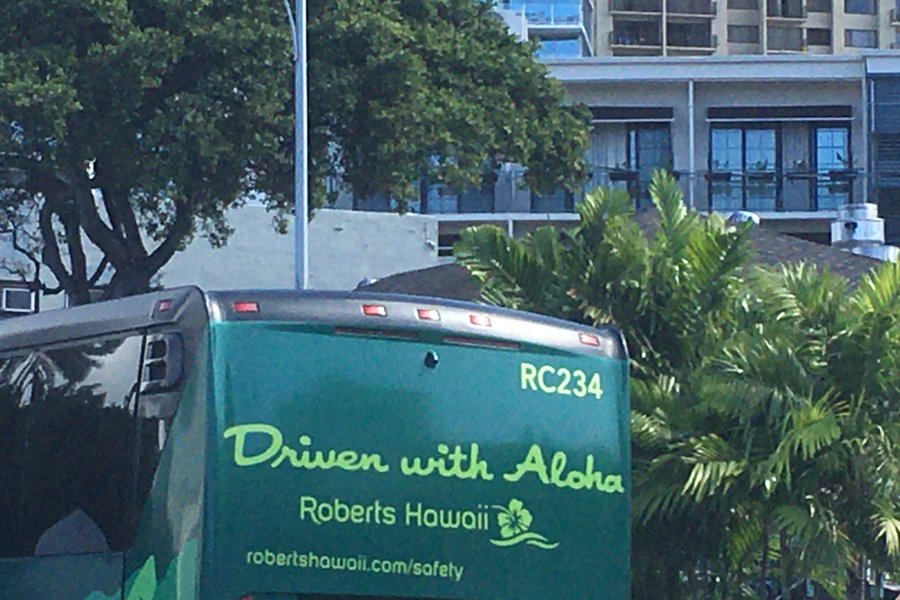 RC234
Driven with Aloha
Roberts Hawaii
robertshawaii.com/safety